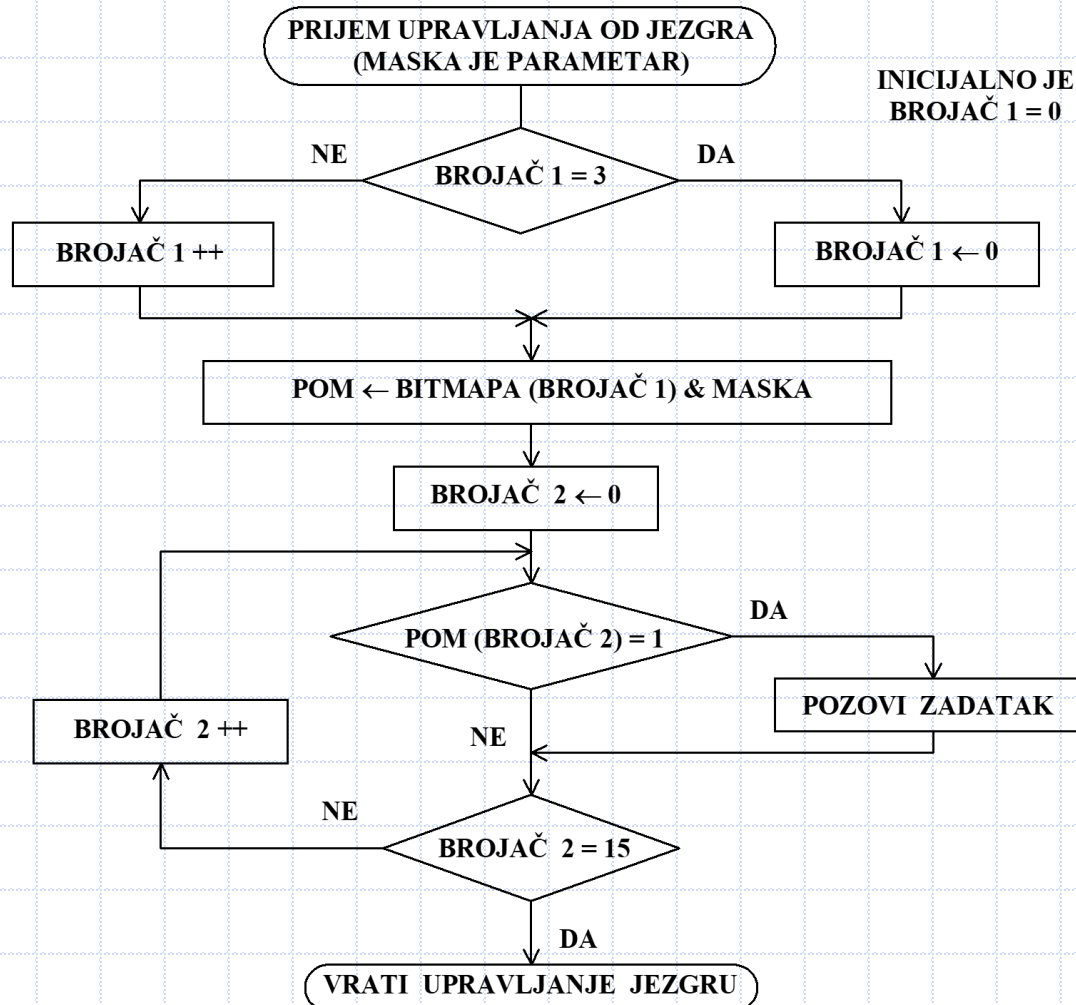 PRIJEM UPRAVLJANJA OD JEZGRA
(MASKA JE PARAMETAR)
INICIJALNO JE
BROJAČ 1 = 0
NE
DA
BROJAČ 1 = 3
BROJAČ 1 ++
BROJAČ 1 ← 0
POM ← BITMAPA (BROJAČ 1) & MASKA
BROJAČ 2 ← 0
DA
POM (BROJAČ 2) = 1
POZOVI ZADATAK
BROJAČ 2 ++
NE
NE
BROJAČ 2 = 15
DA
VRATI UPRAVLJANJE JEZGRU